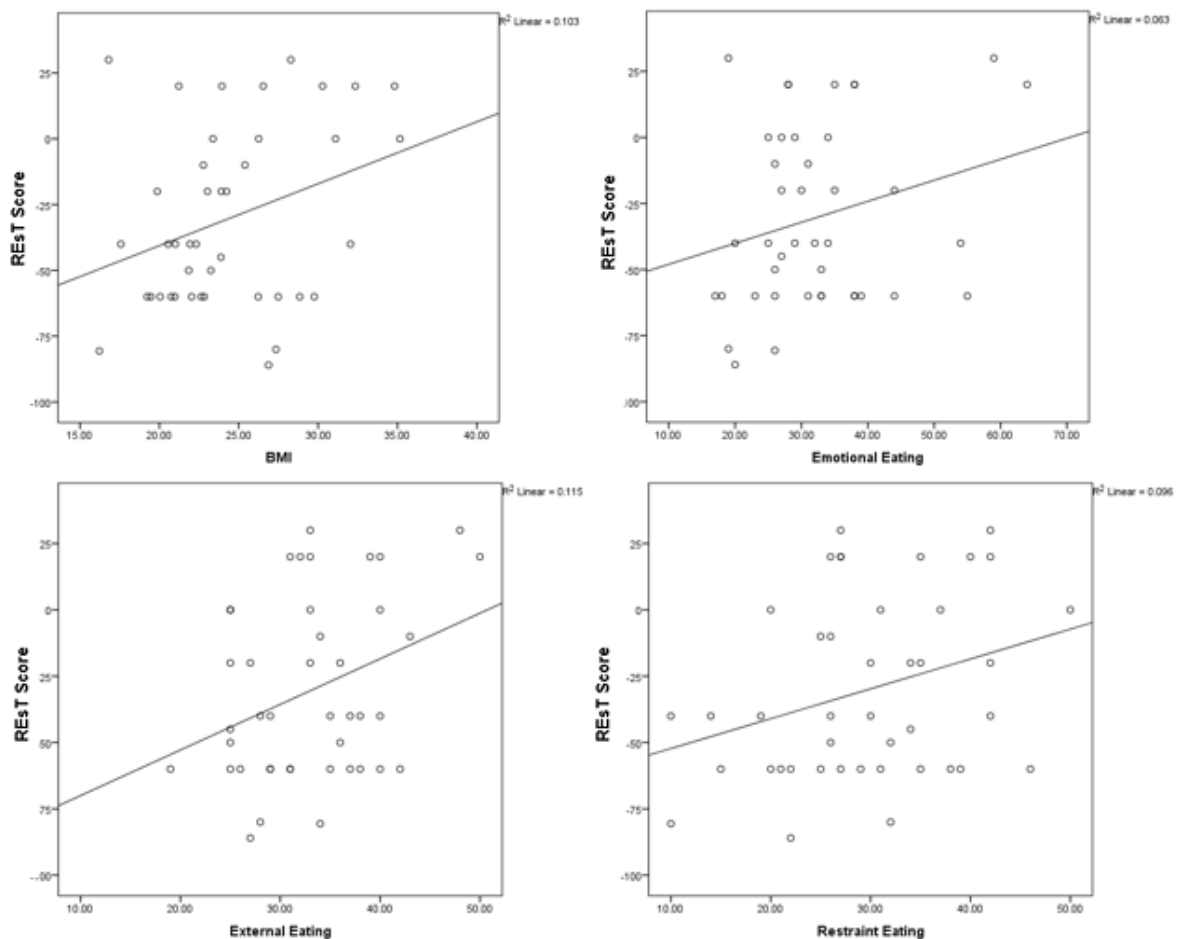 R² Linear = 0.103
25
0
-25
-50
-75
-100
REsT Score
15.00 20.00 25.00 30.00 35.00 40.00
BMI
R² Linear = 0.063
25
0
-25
-50
-75
.00
REsT Score
10.00 20.00 30.00 40.00 50.00 60.00 70.00
Emotional Eating
R² Linear = 0.115
25
0
-25
-50
-75
-.00
REsT Score
10.00 20.00 30.00 40.00 50.00
External Eating
R² Linear = 0.096
25
0
-25
-50
-75
-100
REsT Score
10.00 20.00 30.00 40.00 50.00
Restraint Eating